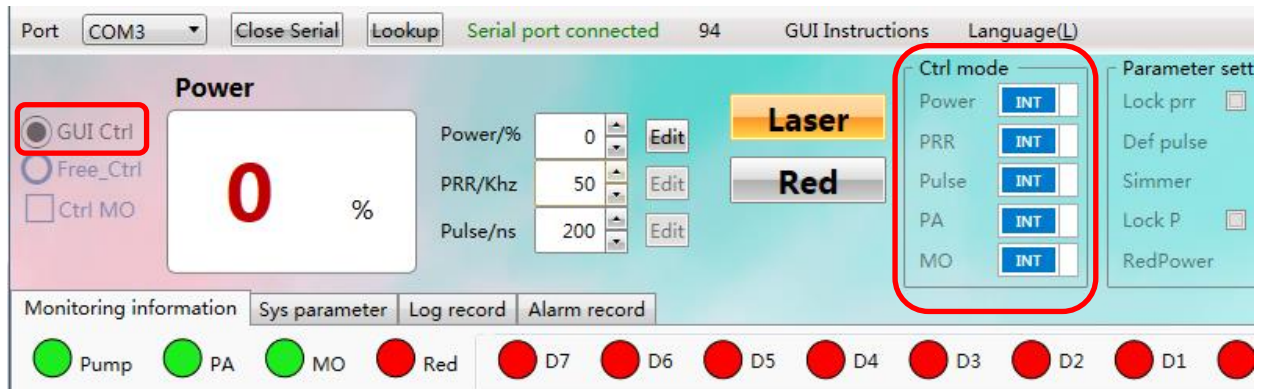 Port COM3 Close Serial Lookup Serial port connected 94 GUI Instructions Language(L)
Power
GUI Ctrl
Free_Ctrl
Ctrl MO
0 %
Power/% 0 Edit
PRR/Khz 50 Edit
Pulse/ns 200 Edit
Laser
Red
Ctrl mode
Power INT
PRR INT
Pulse INT
PA INT
MO INT
Parameter sett
Lock prr
Def pulse
Simmer
Lock P
RedPower
Monitoring information Sys parameter Log record Alarm record
Pump PA MO Red D7 D6 D5 D4 D3 D2 D1